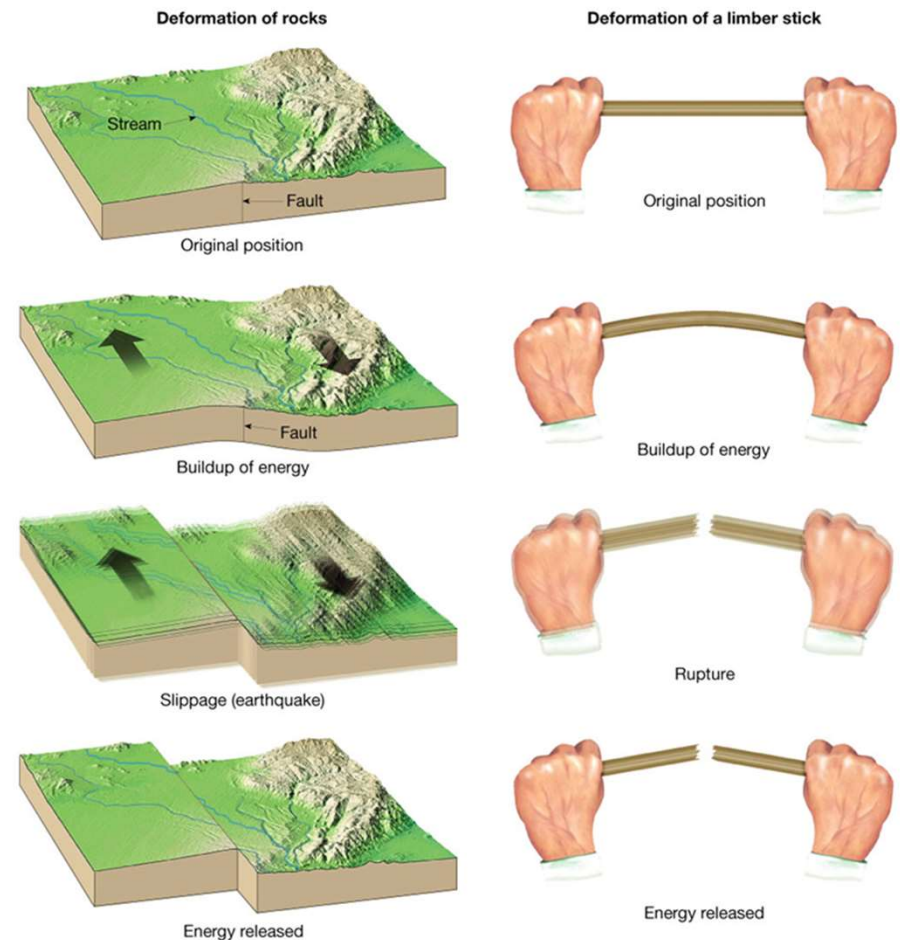 Deformation of rocks
Deformation of a limber stick
Stream
Fault
Original position
Original position
Fault
Buildup of energy
Buildup of energy
Slippage (earthquake)
Rupture
Energy released
Energy released